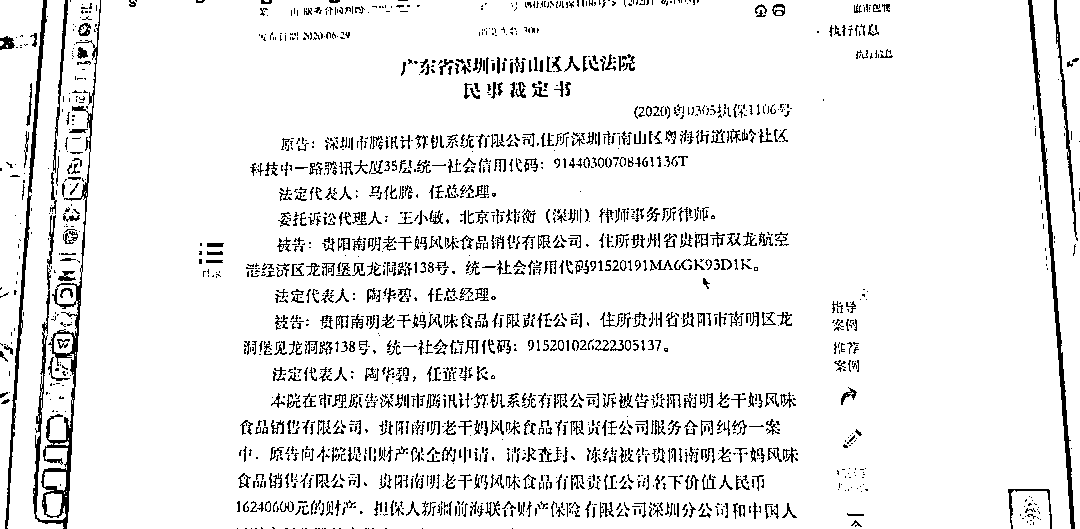 发布日期 2020-06-29
执行信息
执行信息
广东省深圳市南山区人民法院
民事裁定书
(2020)粤0305执保1106号
原告：深圳市腾讯计算机系统有限公司,住所深圳市南山区粤海街道麻岭社区
科技中一路腾讯大厦35层,统一社会信用代码：91440300708461136T
法定代表人：马化腾，任总经理。
委托诉讼代理人：王小敏，北京市炜衡（深圳）律师事务所律师。
被告：贵阳南明老干妈风味食品销售有限公司，住所贵州省贵阳市双龙航空
港经济区龙洞堡见龙洞路138号，统一社会信用代码91520191MA6GK93D1K。
目录
法定代表人：陶华碧，任总经理。
被告：贵阳南明老干妈风味食品有限责任公司，住所贵州省贵阳市南明区龙
洞堡见龙洞路138号，统一社会信用代码：915201026222305137。
法定代表人：陶华碧，任董事长。
指导
案例
推荐
案例
本院在审理原告深圳市腾讯计算机系统有限公司诉被告贵阳南明老干妈风味
食品销售有限公司、贵阳南明老干妈风味食品有限责任公司服务合同纠纷一案
中，原告向本院提出财产保全的申请，请求查封、冻结被告贵阳南明老干妈风味
食品销售有限公司、贵阳南明老干妈风味食品有限责任公司名下价值人民币
16240600元的财产，担保人新疆前海联合财产保险有限公司深圳分公司和中国人